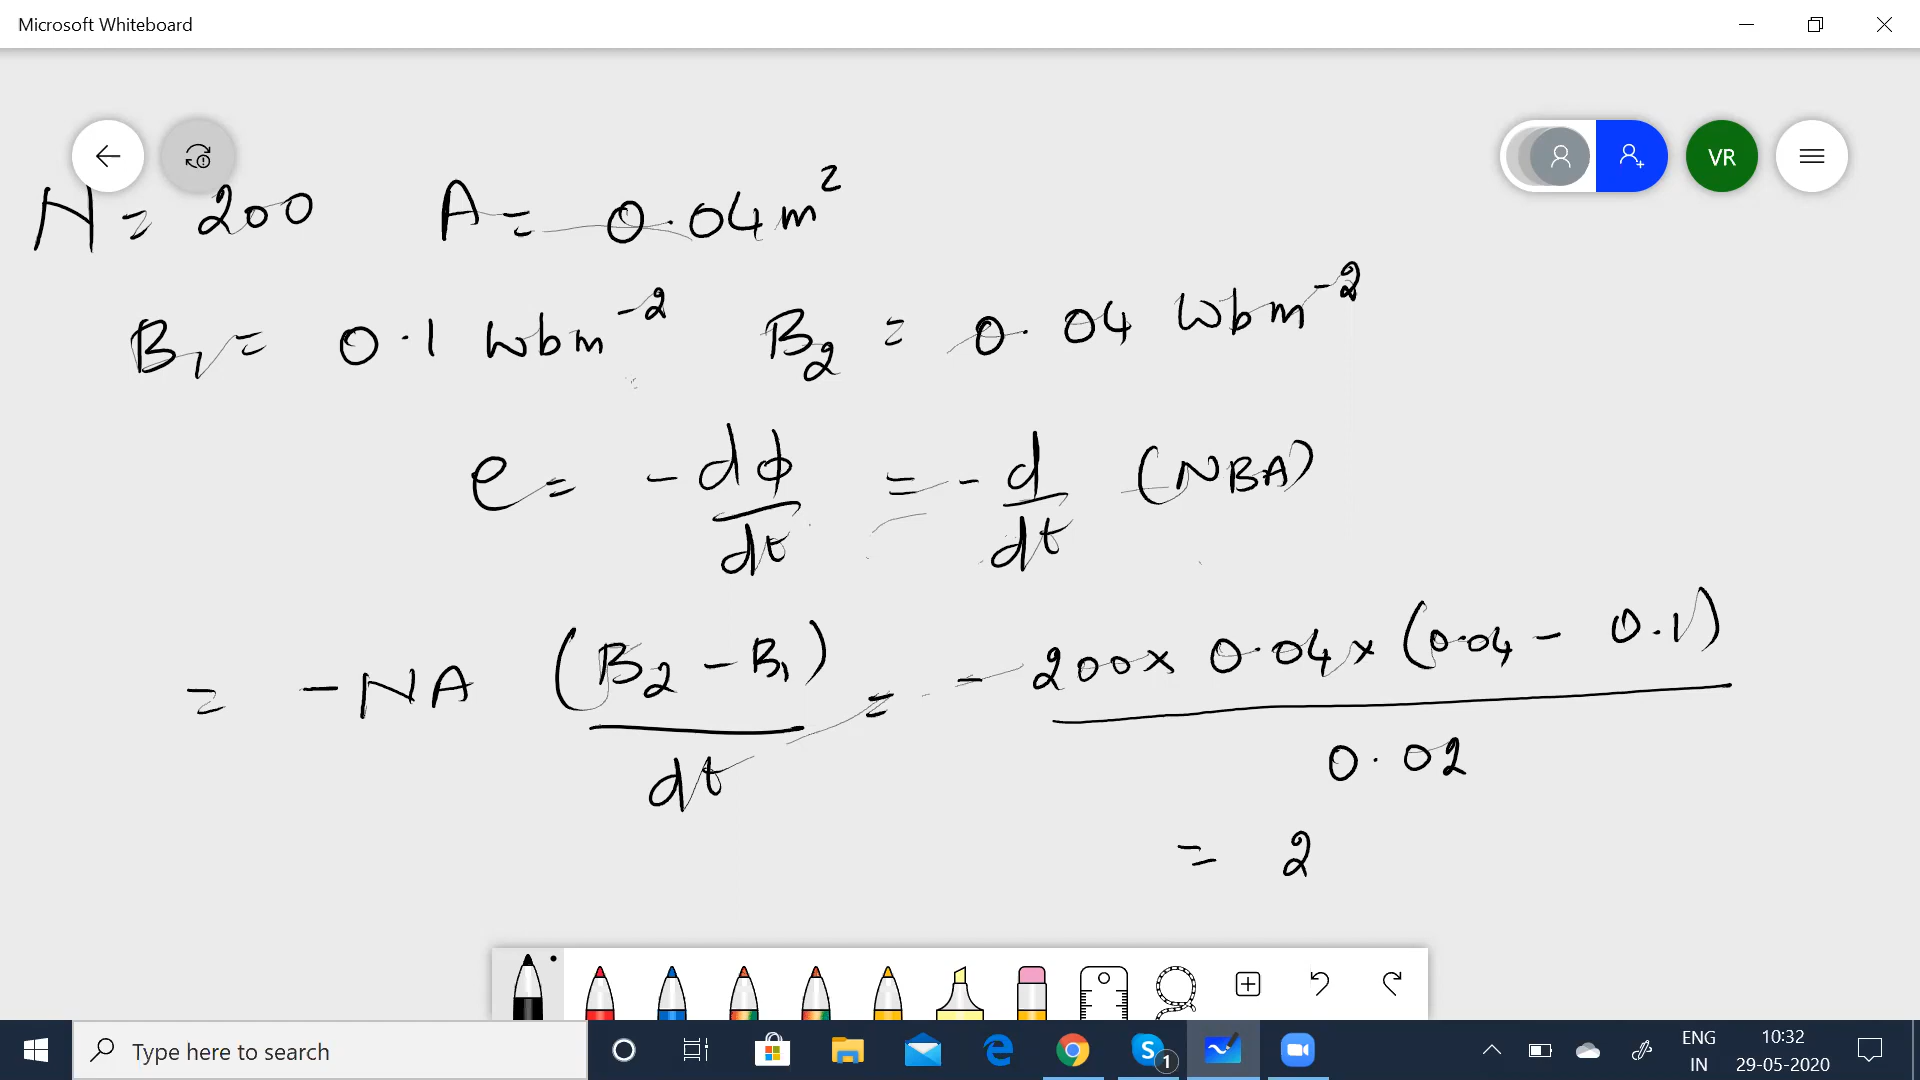 Microsoft Whiteboard
VR
N = 200 A = 0.04 m²
B₁ = 0.1 Wbm⁻² B₂ = 0.04 Wbm⁻²
e = -dϕ/dt = - d/dt (NBA)
= -NA (B₂ - B₁)/dt = - 200 × 0.04 × (0.04 - 0.1)/0.02
= 2
Type here to search
S 1
ENG 10:32
IN 29-05-2020